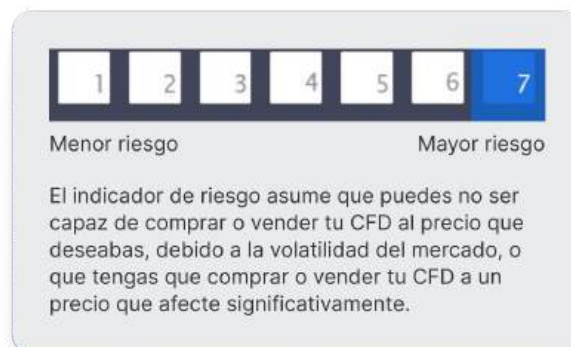 1 2 3 4 5 6 7
Menor riesgo Mayor riesgo
El indicador de riesgo asume que puedes no ser
capaz de comprar o vender tu CFD al precio que
deseabas, debido a la volatilidad del mercado, o
que tengas que comprar o vender tu CFD a un
precio que afecte significativamente.